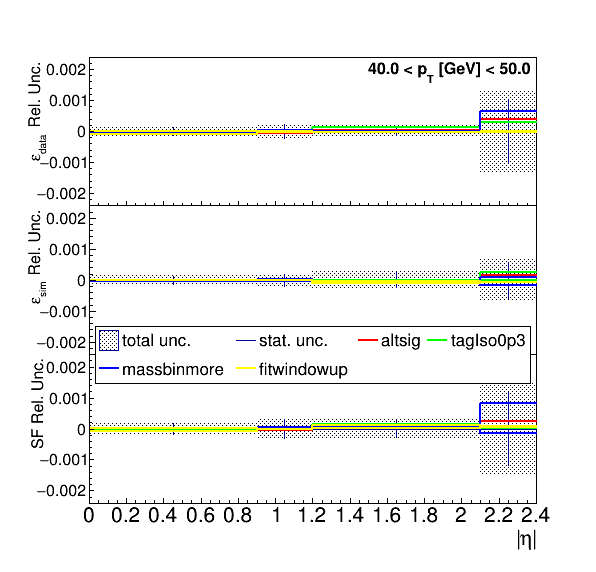 40.0 < p_T [GeV] < 50.0
ε_data Rel. Unc.
0.002
0.001
0
−0.001
−0.002
ε_sim Rel. Unc.
0.002
0.001
0
−0.001
−0.002
total unc. stat. unc. altsig tagIso0p3
massbinmore fitwindowup
SF Rel. Unc.
0.002
0.001
0
−0.001
−0.002
0 0.2 0.4 0.6 0.8 1 1.2 1.4 1.6 1.8 2 2.2 2.4
|η|